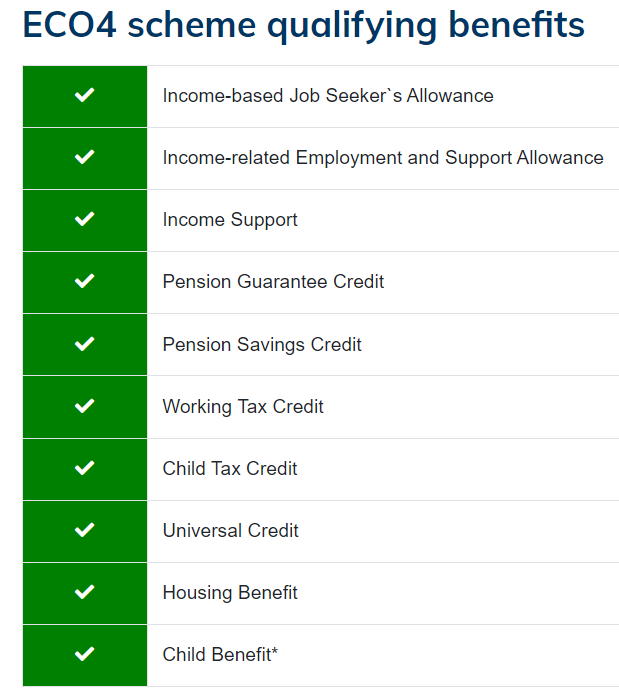 ECO4 scheme qualifying benefits
Income-based Job Seeker`s Allowance
Income-related Employment and Support Allowance
Income Support
Pension Guarantee Credit
Pension Savings Credit
Working Tax Credit
Child Tax Credit
Universal Credit
Housing Benefit
Child Benefit*